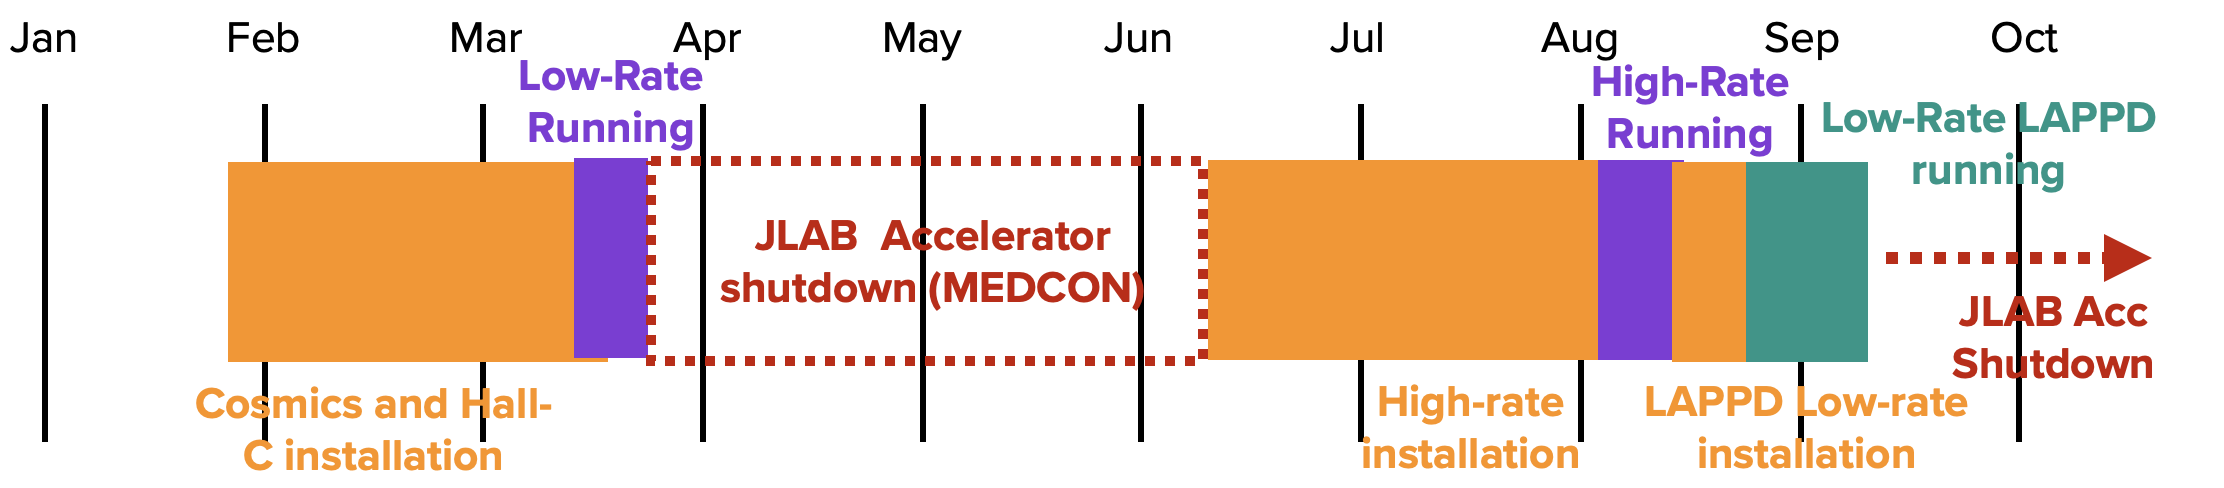 Jan Feb Mar Apr May Jun Jul Aug Sep Oct
Low-Rate
Running
High-Rate
Running
Low-Rate LAPPD
running
JLAB Accelerator
shutdown (MEDCON)
JLAB Acc
Shutdown
Cosmics and Hall-
C installation
High-rate
installation
LAPPD Low-rate
installation